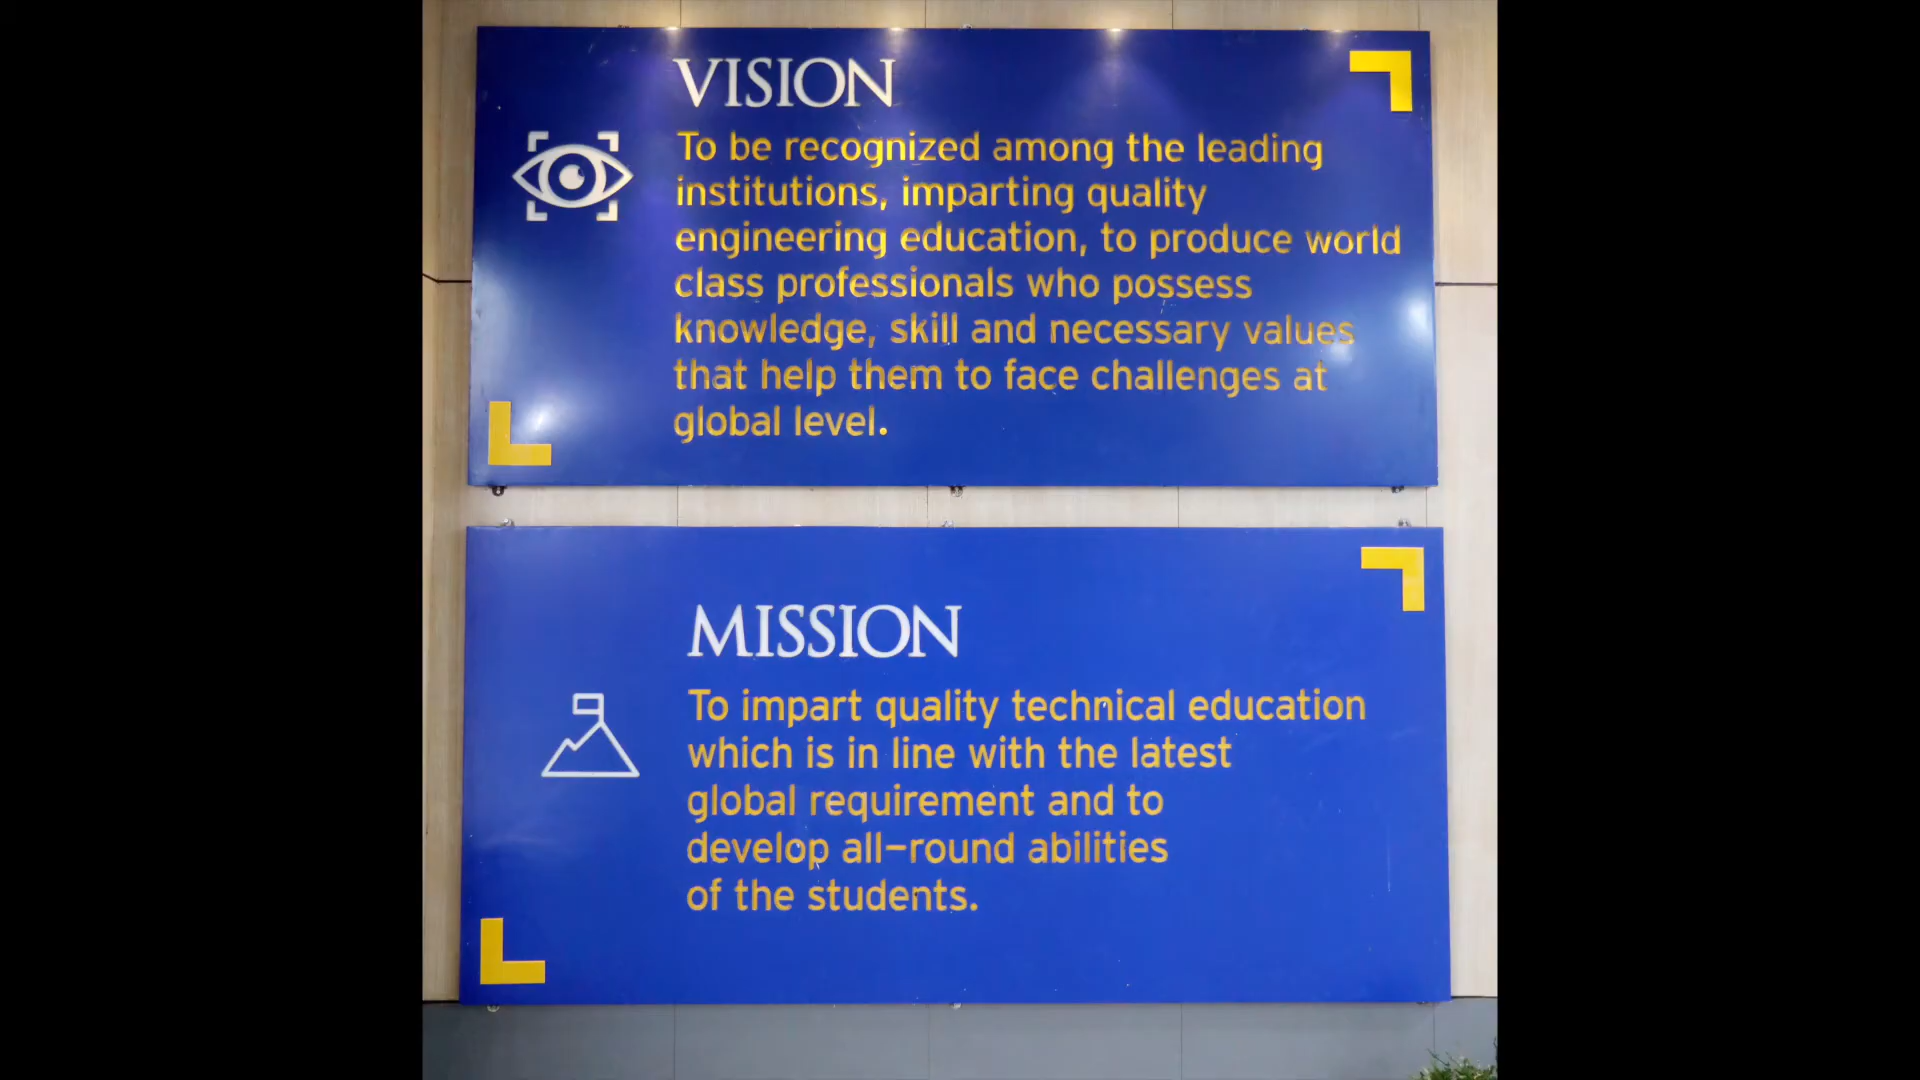 VISION
To be recognized among the leading
institutions, imparting quality
engineering education, to produce world
class professionals who possess
knowledge, skill and necessary values
that help them to face challenges at
global level.
MISSION
To impart quality technical education
which is in line with the latest
global requirement and to
develop all-round abilities
of the students.